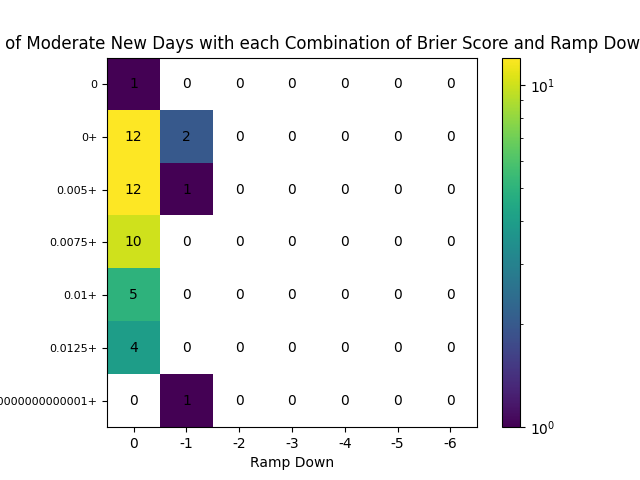 of Moderate New Days with each Combination of Brier Score and Ramp Dow
0 1 0 0 0 0 0 0
0+ 12 2 0 0 0 0 0
0.005+ 12 1 0 0 0 0 0
0.0075+ 10 0 0 0 0 0 0
0.01+ 5 0 0 0 0 0 0
0.0125+ 4 0 0 0 0 0 0
0000000000001+ 0 1 0 0 0 0 0
0 -1 -2 -3 -4 -5 -6
Ramp Down
10¹
10⁰